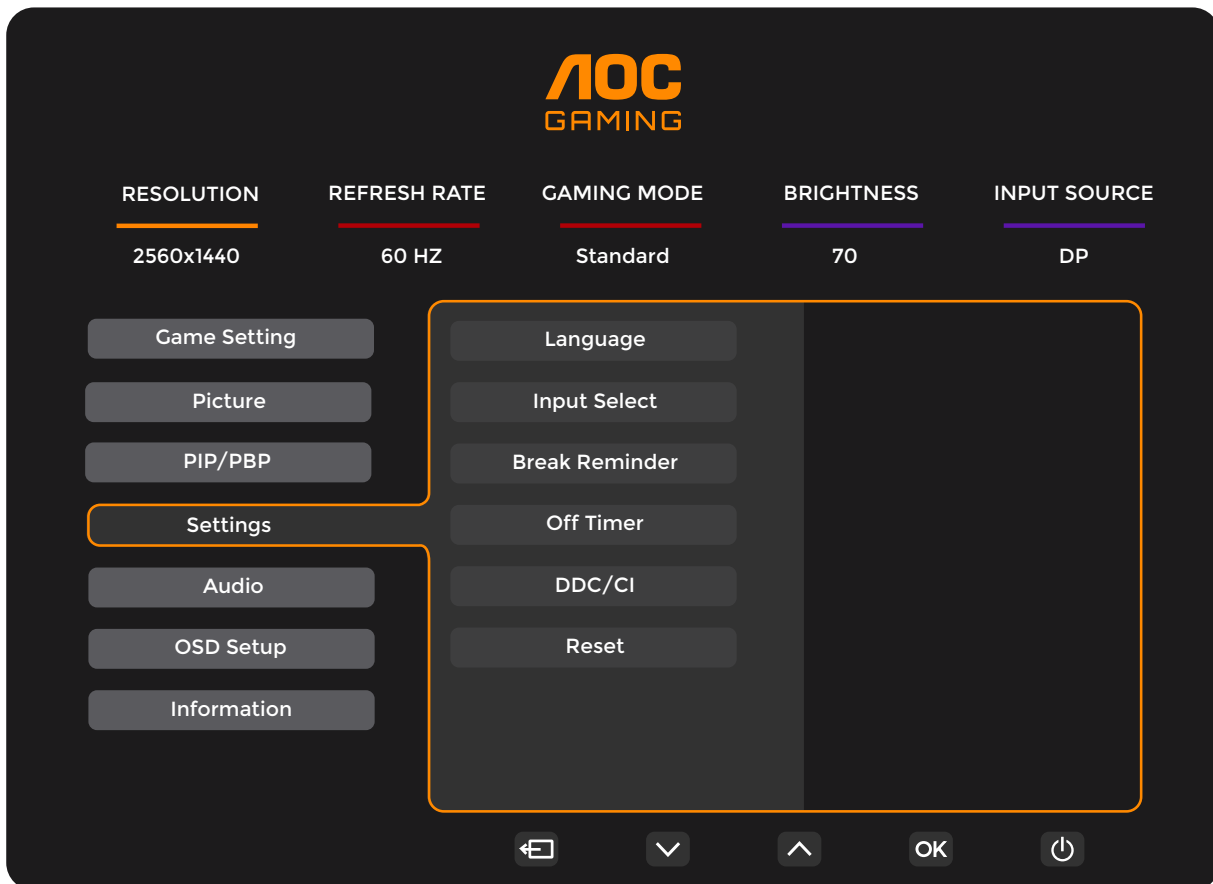 AOC
GAMING
RESOLUTION REFRESH RATE GAMING MODE BRIGHTNESS INPUT SOURCE
2560x1440 60 HZ Standard 70 DP
Game Setting Language
Picture Input Select
PIP/PBP Break Reminder
Settings Off Timer
Audio DDC/CI
OSD Setup Reset
Information
OK